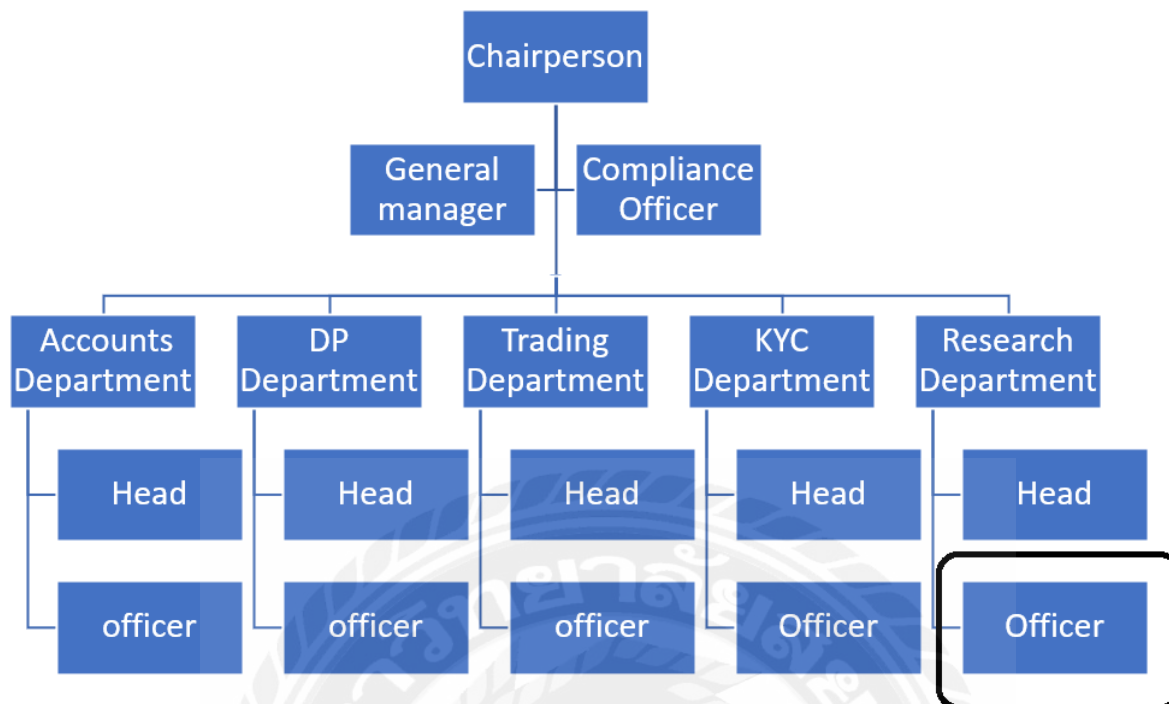 Chairperson
General
manager
Compliance
Officer
Accounts
Department
DP
Department
Trading
Department
KYC
Department
Research
Department
Head
Head
Head
Head
Head
officer
officer
officer
Officer
Officer